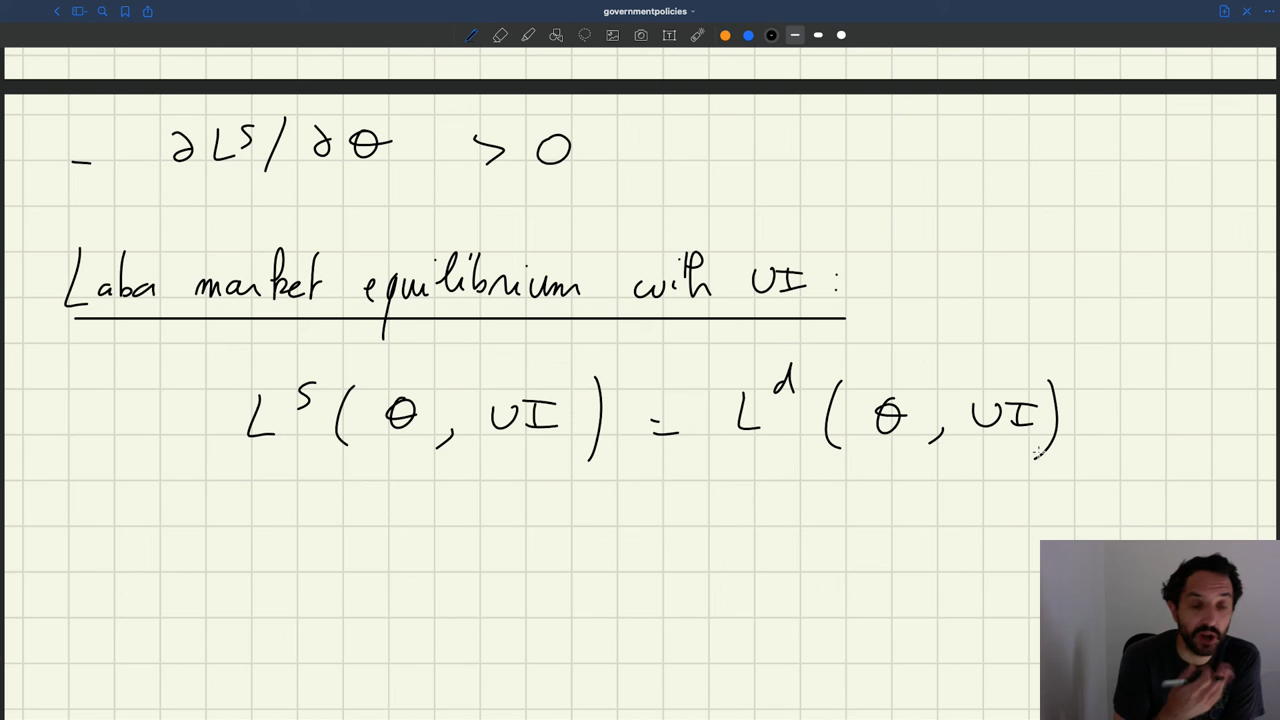 governmentpolicies
- ∂L^s/∂θ > 0
Labor market equilibrium with UI :
L^s(θ, UI) = L^d(θ, UI)